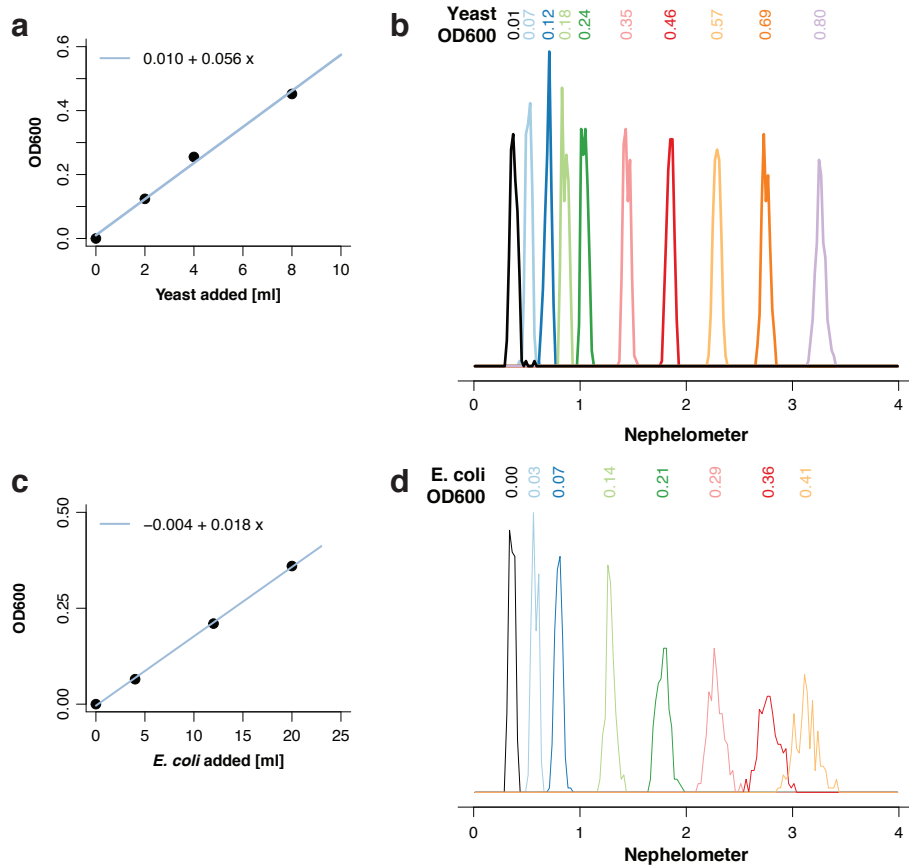 a
0.010 + 0.056 x
OD600
0.0 0.2 0.4 0.6
0 2 4 6 8 10
Yeast added [ml]
b
Yeast
OD600
0.01 0.07 0.12 0.18 0.24 0.35 0.46 0.57 0.69 0.80
0 1 2 3 4
Nephelometer
c
−0.004 + 0.018 x
OD600
0.00 0.25 0.50
0 5 10 15 20 25
E. coli added [ml]
d
E. coli
OD600
0.00 0.03 0.07 0.14 0.21 0.29 0.36 0.41
0 1 2 3 4
Nephelometer